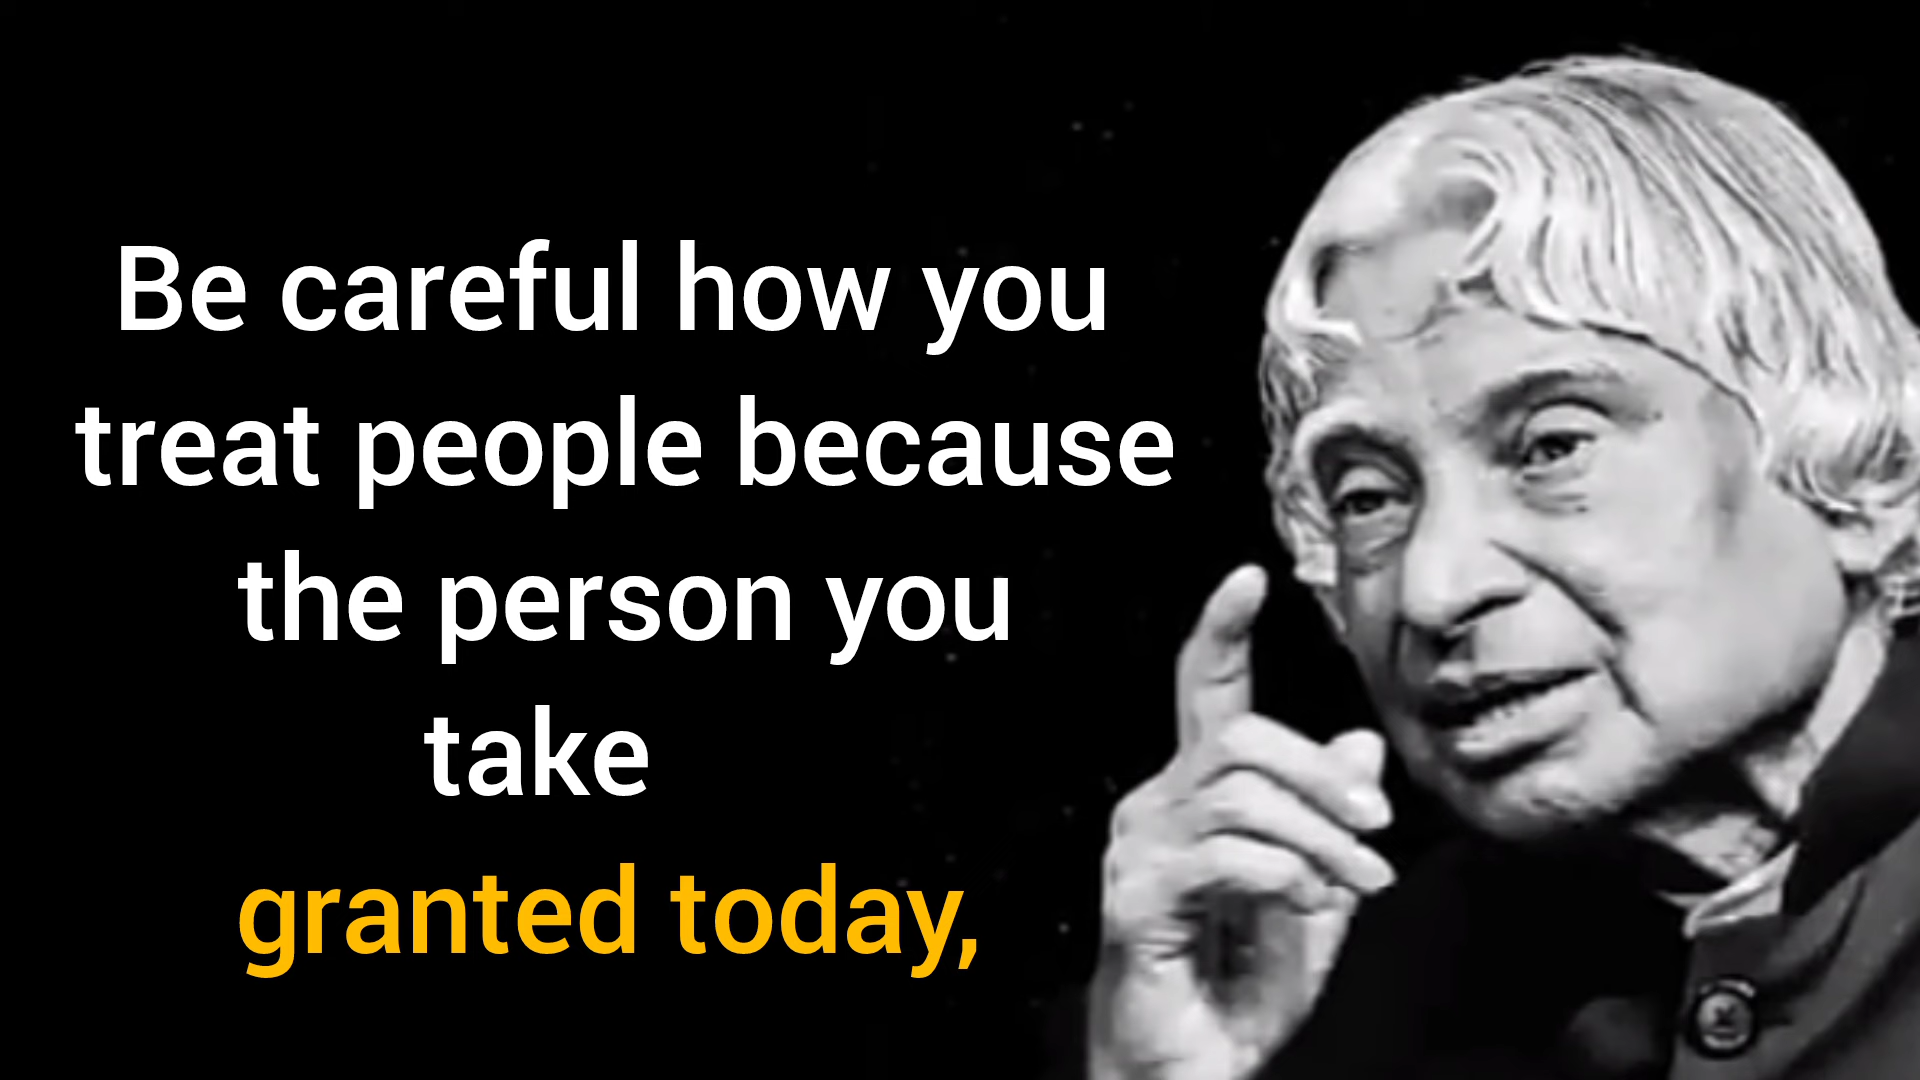 Be careful how you
treat people because
the person you
take
granted today,